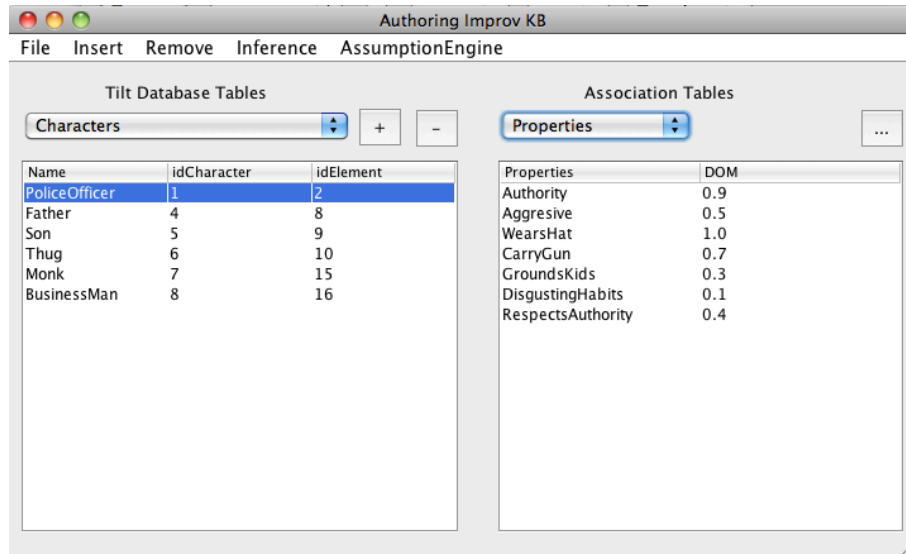 Authoring Improv KB
File Insert Remove Inference AssumptionEngine
Tilt Database Tables
Characters + -
Name idCharacter idElement
PoliceOfficer 1 2
Father 4 8
Son 5 9
Thug 6 10
Monk 7 15
BusinessMan 8 16
Association Tables
Properties ...
Properties DOM
Authority 0.9
Aggresive 0.5
WearsHat 1.0
CarryGun 0.7
GroundsKids 0.3
DisgustingHabits 0.1
RespectsAuthority 0.4